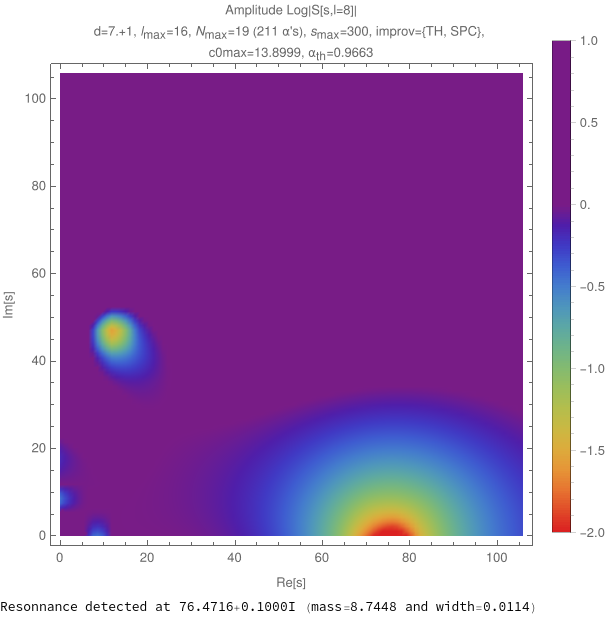 Amplitude Log|S[s,l=8]|
d=7.+1, lmax=16, Nmax=19 (211 α's), smax=300, improv={TH, SPC},
c0max=13.8999, αth=0.9663
1.0
0.5
0.
−0.5
−1.0
−1.5
−2.0
Im[s]
100
80
60
40
20
0
0 20 40 60 80 100
Re[s]
Resonnance detected at 76.4716+0.1000I (mass=8.7448 and width=0.0114)